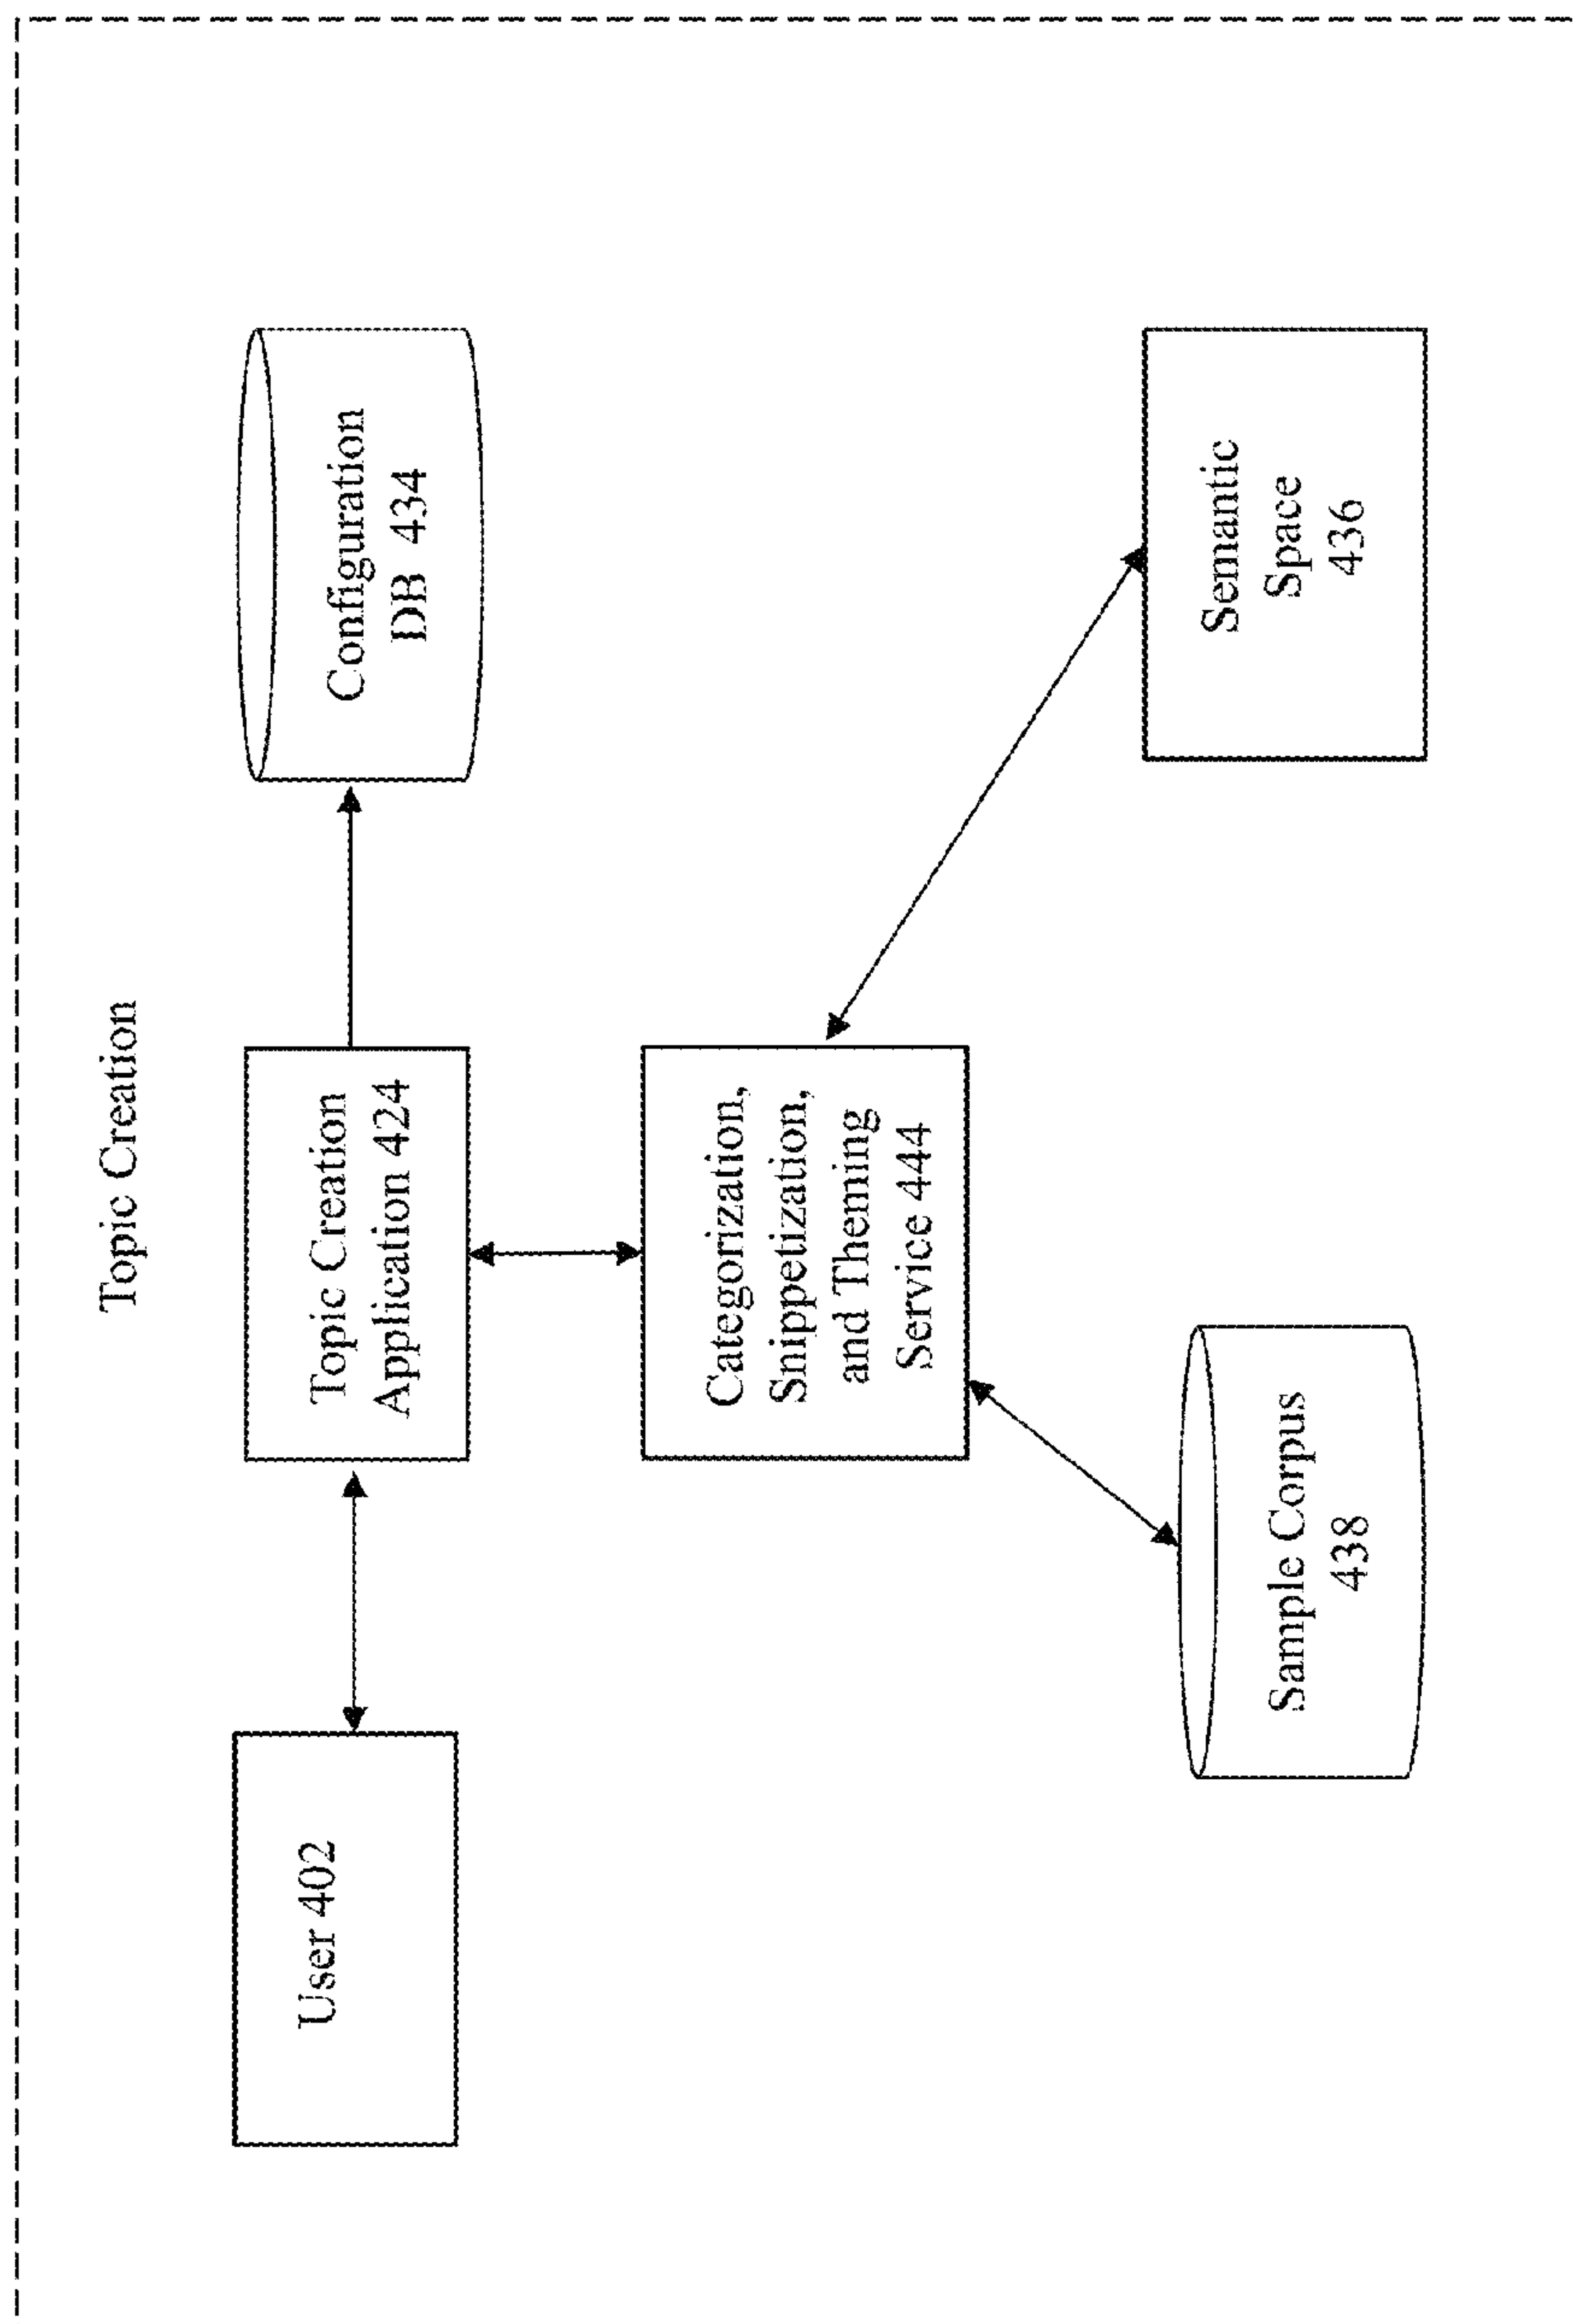 Topic Creation
User 402
Topic Creation
Application 424
Configuration
DB 434
Categorization,
Snippetization,
and Theming
Service 444
Sample Corpus
438
Semantic
Space
436